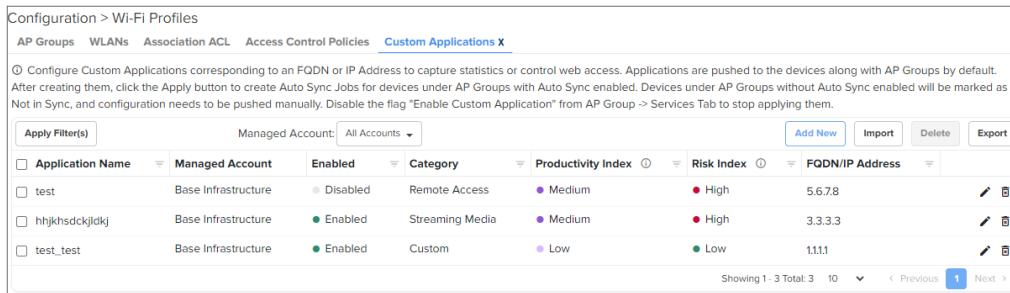 Configuration > Wi-Fi Profiles
AP Groups WLANs Association ACL Access Control Policies Custom Applications X
Configure Custom Applications corresponding to an FQDN or IP Address to capture statistics or control web access. Applications are pushed to the devices along with AP Groups by default.
After creating them, click the Apply button to create Auto Sync Jobs for devices under AP Groups with Auto Sync enabled. Devices under AP Groups without Auto Sync enabled will be marked as
Not in Sync, and configuration needs to be pushed manually. Disable the flag "Enable Custom Application" from AP Group -> Services Tab to stop applying them.
Apply Filter(s) Managed Account: All Accounts Add New Import Delete Export
Application Name Managed Account Enabled Category Productivity Index Risk Index FQDN/IP Address
test Base Infrastructure Disabled Remote Access Medium High 5.6.7.8
hhjkhsdckjldkj Base Infrastructure Enabled Streaming Media Medium High 3.3.3.3
test_test Base Infrastructure Enabled Custom Low Low 1.1.1.1
Showing 1 - 3 Total: 3 10 < Previous 1 Next >